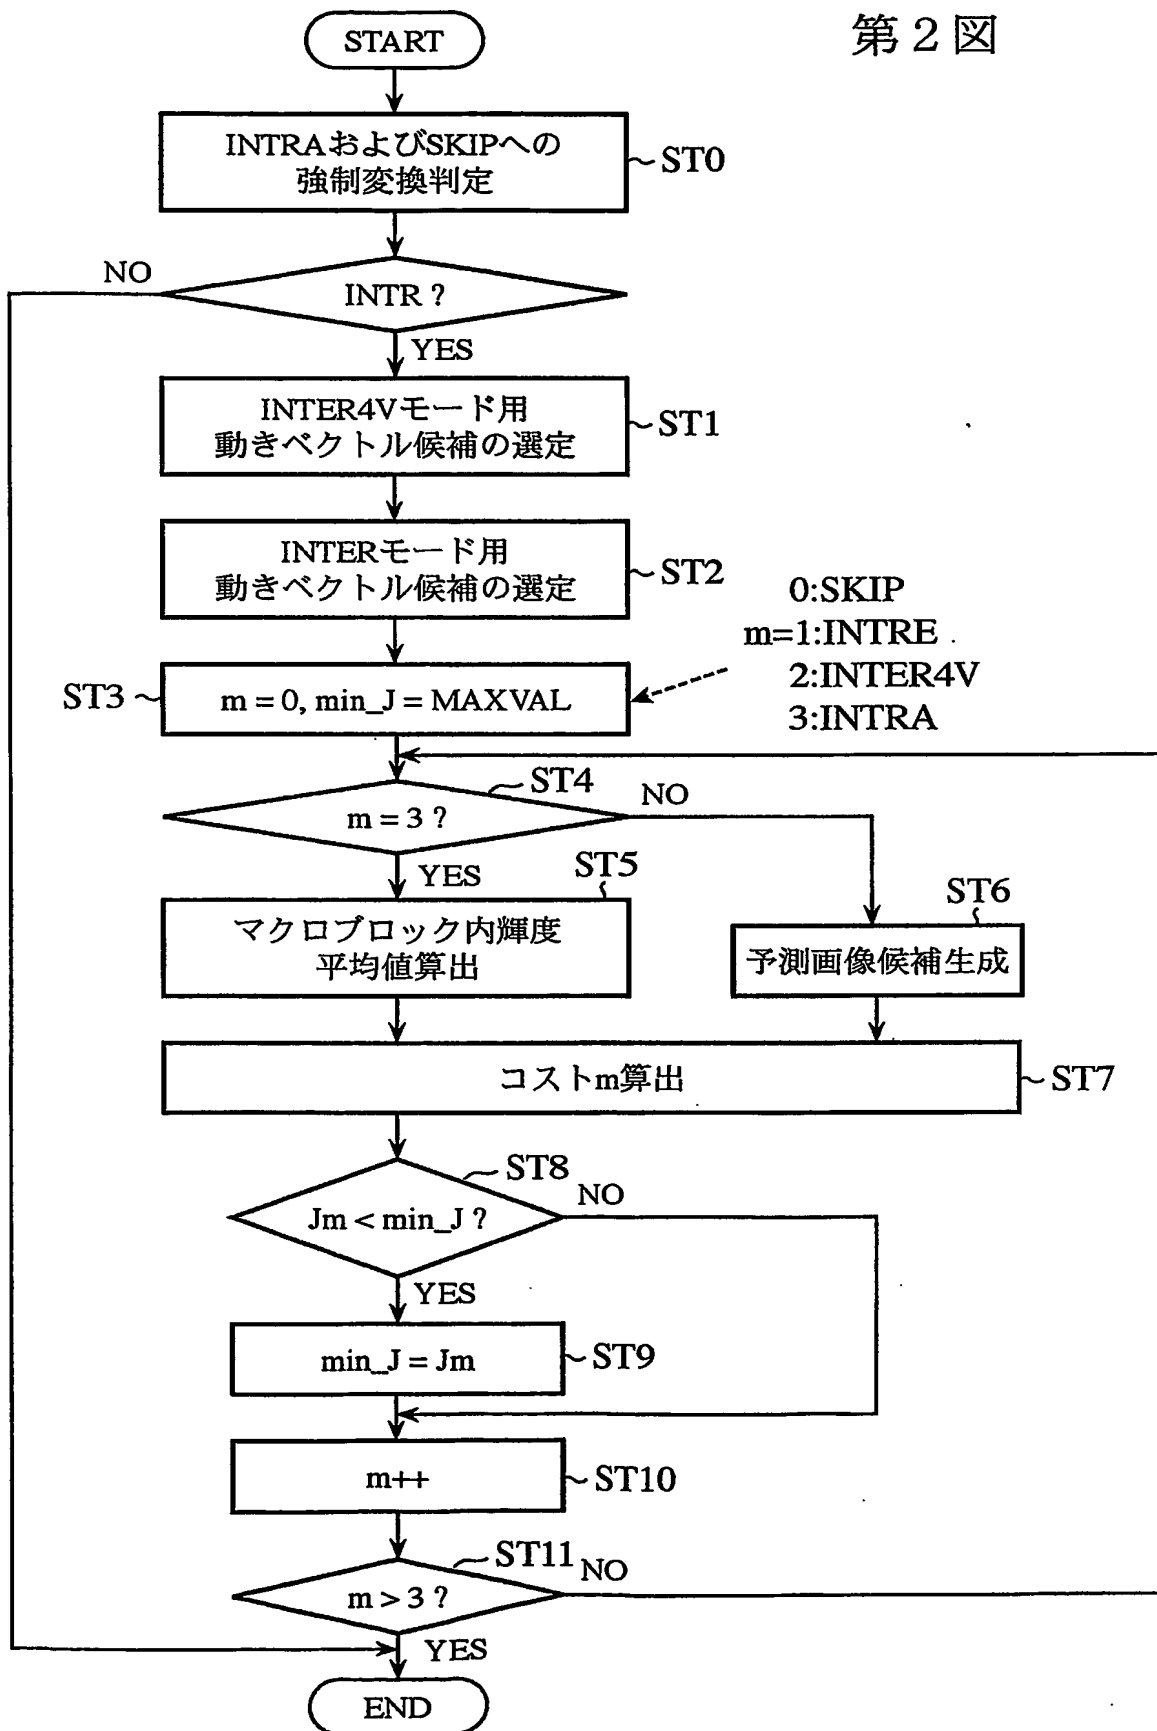 第2図
START
INTRAおよびSKIPへの
強制変換判定
ST0
NO
INTR ?
YES
INTER4Vモード用
動きベクトル候補の選定
ST1
INTERモード用
動きベクトル候補の選定
ST2
0:SKIP
m=1:INTRE
2:INTER4V
3:INTRA
ST3
m = 0, min_J = MAXVAL
ST4
m = 3 ?
NO
YES
ST5
マクロブロック内輝度
平均値算出
ST6
予測画像候補生成
コストm算出
ST7
ST8
Jm < min_J ?
NO
YES
min_J = Jm
ST9
m++
ST10
ST11
m > 3 ?
NO
YES
END